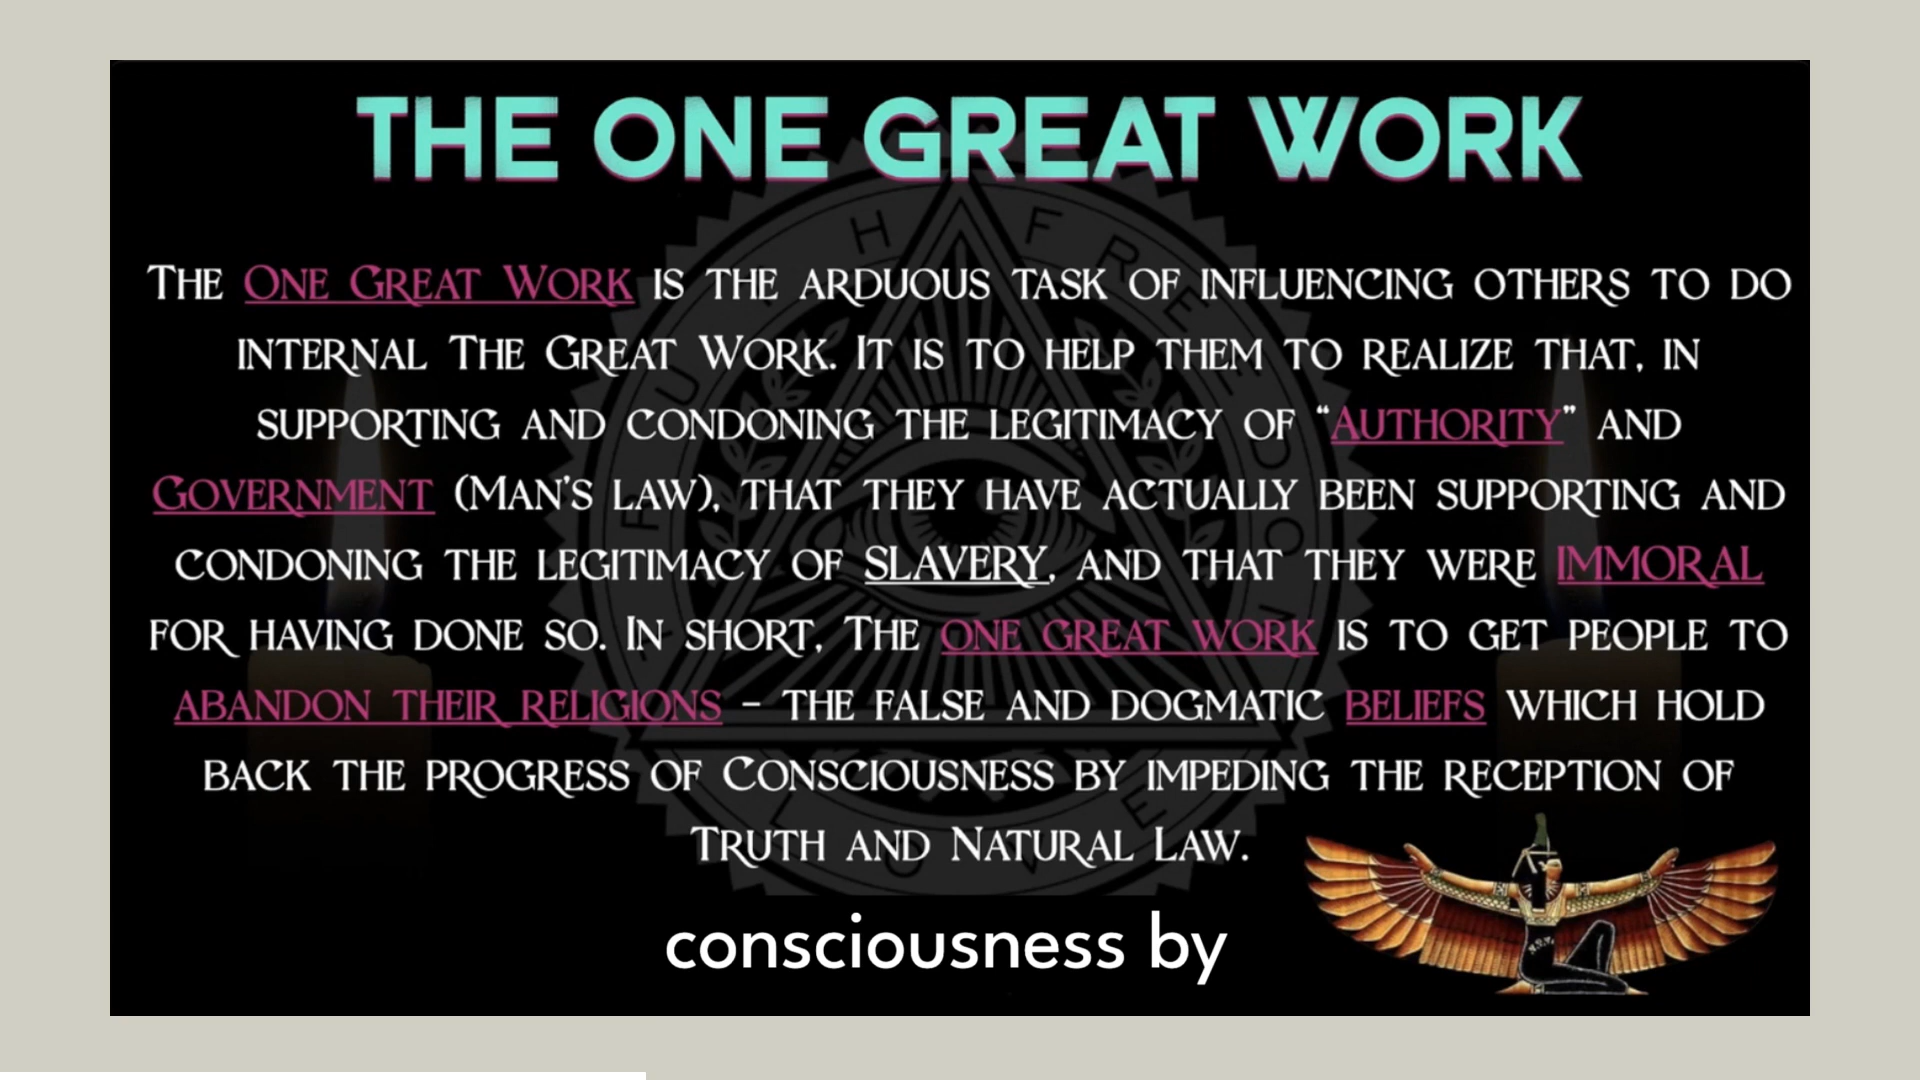 THE ONE GREAT WORK
The One Great Work is the arduous task of influencing others to do
internal The Great Work. It is to help them to realize that, in
supporting and condoning the legitimacy of “Authority” and
Government (Man’s law), that they have actually been supporting and
condoning the legitimacy of slavery, and that they were immoral
for having done so. In short, The one great work is to get people to
abandon their religions – the false and dogmatic beliefs which hold
back the progress of Consciousness by impeding the reception of
Truth and Natural Law.
consciousness by